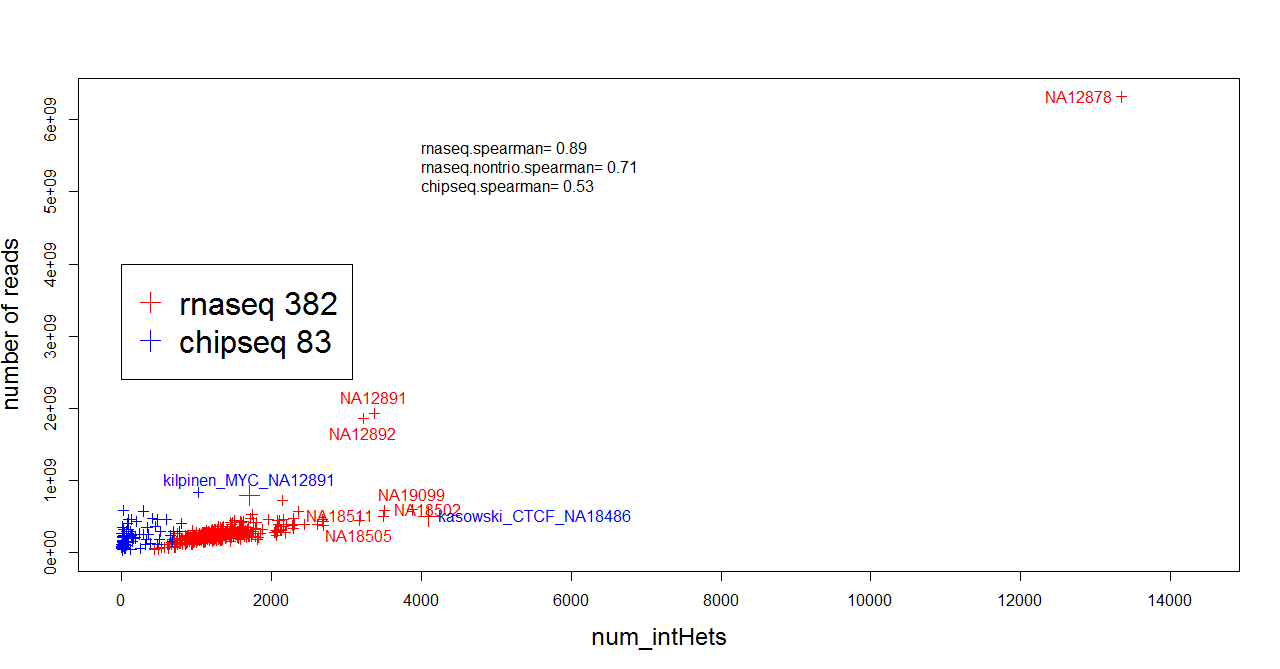 NA12878
rnaseq.spearman= 0.89
rnaseq.nontrio.spearman= 0.71
chipseq.spearman= 0.53
number of reads
6e+09
5e+09
4e+09
3e+09
2e+09
1e+09
0e+00
rnaseq 382
chipseq 83
NA12891
NA12892
kilpinen_MYC_NA12891
NA19099
NA18502
NA18511
kasowski_CTCF_NA18486
NA18505
0 2000 4000 6000 8000 10000 12000 14000
num_intHets